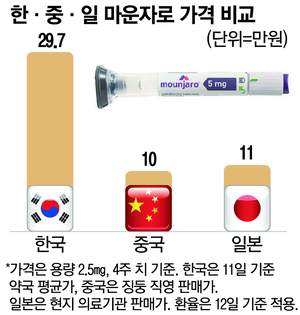 한·중·일 마운자로 가격 비교
(단위=만원)
29.7
mounjaro
5 mg
10
11
한국
중국
일본
*가격은 용량 2.5mg, 4주 치 기준. 한국은 11일 기준
약국 평균가, 중국은 징둥 직영 판매가.
일본은 현지 의료기관 판매가. 환율은 12일 기준 적용.